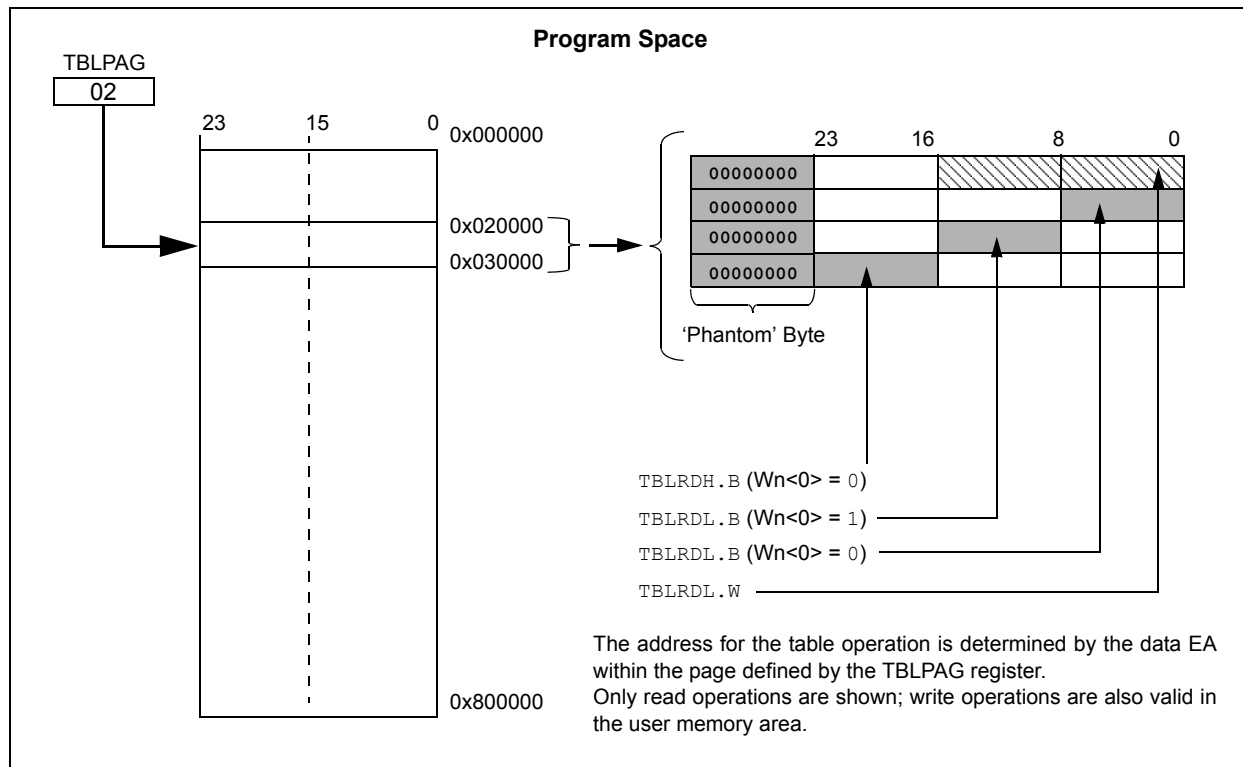 Program Space
TBLPAG
02
23 15 0
0x000000
0x020000
0x030000
0x800000
23 16 8 0
00000000
00000000
00000000
00000000
‘Phantom’ Byte
TBLRDH.B (Wn<0> = 0)
TBLRDL.B (Wn<0> = 1)
TBLRDL.B (Wn<0> = 0)
TBLRDL.W
The address for the table operation is determined by the data EA
within the page defined by the TBLPAG register.
Only read operations are shown; write operations are also valid in
the user memory area.